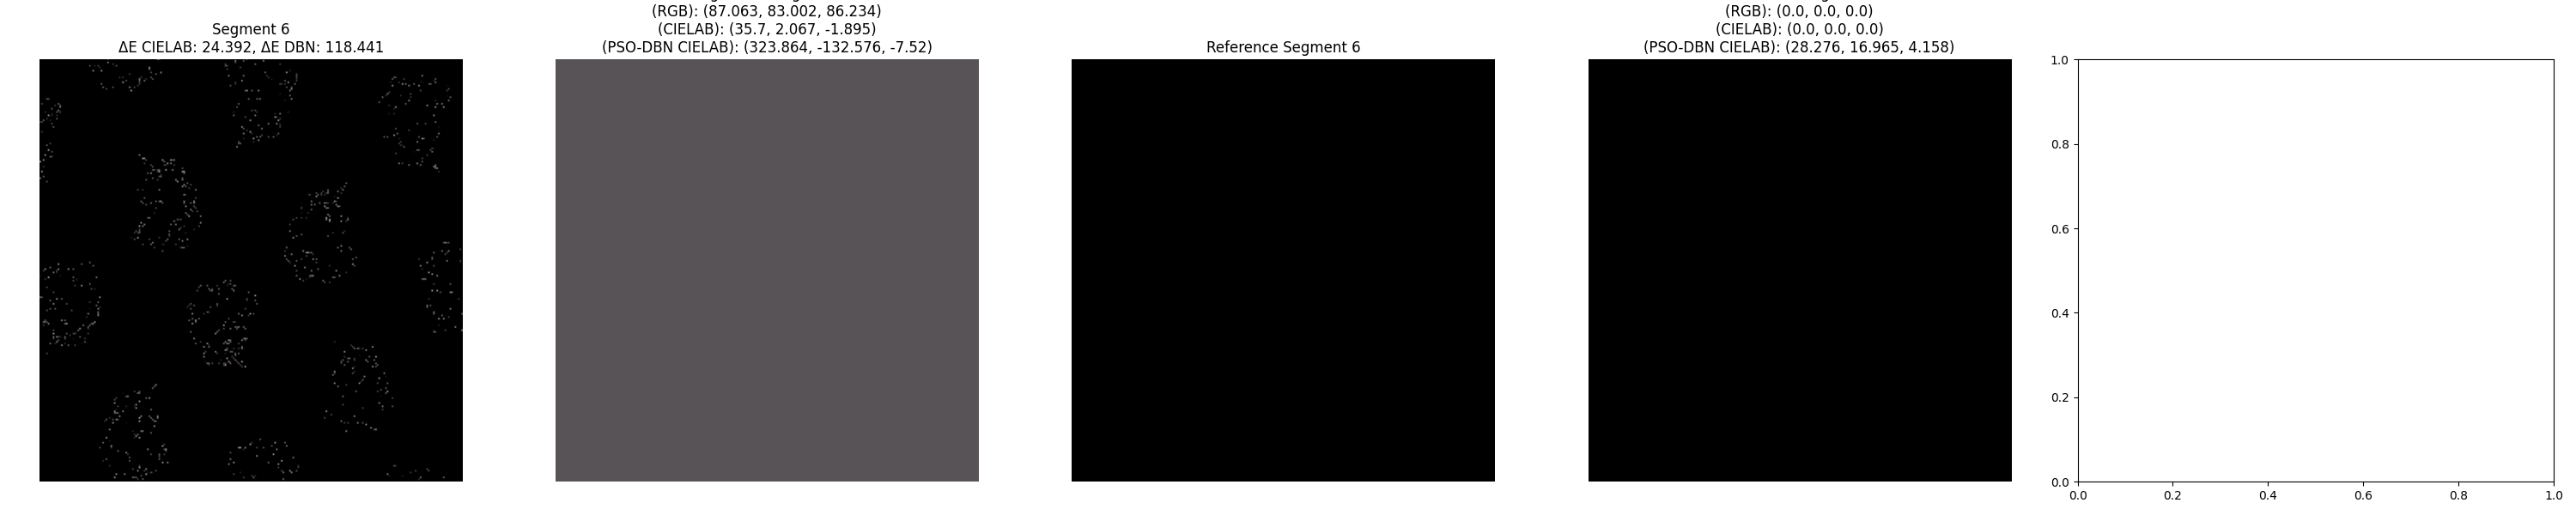 Segment 6
ΔE CIELAB: 24.392, ΔE DBN: 118.441
(RGB): (87.063, 83.002, 86.234)
(CIELAB): (35.7, 2.067, -1.895)
(PSO-DBN CIELAB): (323.864, -132.576, -7.52)
Reference Segment 6
(RGB): (0.0, 0.0, 0.0)
(CIELAB): (0.0, 0.0, 0.0)
(PSO-DBN CIELAB): (28.276, 16.965, 4.158)
1.0
0.8
0.6
0.4
0.2
0.0
0.0 0.2 0.4 0.6 0.8 1.0